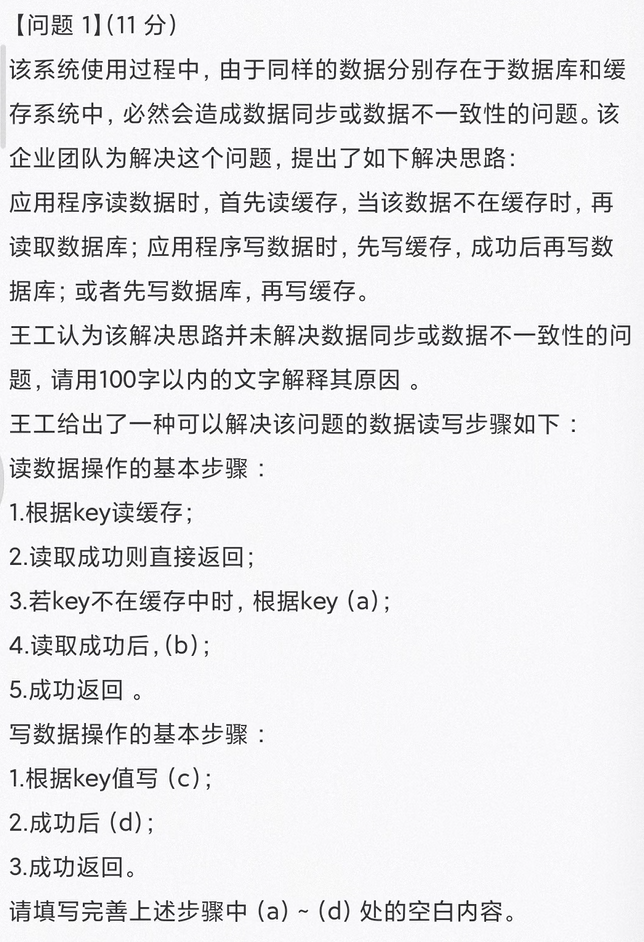 【问题 1】（11 分）
该系统使用过程中，由于同样的数据分别存在于数据库和缓
存系统中，必然会造成数据同步或数据不一致性的问题。该
企业团队为解决这个问题，提出了如下解决思路：
应用程序读数据时，首先读缓存，当该数据不在缓存时，再
读取数据库；应用程序写数据时，先写缓存，成功后再写数
据库；或者先写数据库，再写缓存。
王工认为该解决思路并未解决数据同步或数据不一致性的问
题，请用100字以内的文字解释其原因 。
王工给出了一种可以解决该问题的数据读写步骤如下 ：
读数据操作的基本步骤 ：
1.根据key读缓存；
2.读取成功则直接返回；
3.若key不在缓存中时，根据key（a）；
4.读取成功后，（b）；
5.成功返回 。
写数据操作的基本步骤 ：
1.根据key值写（c）；
2.成功后（d）；
3.成功返回。
请填写完善上述步骤中（a）~（d）处的空白内容。